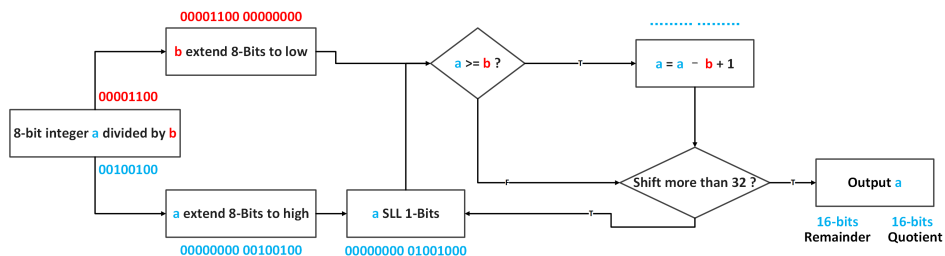 00001100 00000000
b extend 8-Bits to low
a >= b ?
T
......... .........
a = a - b + 1
00001100
8-bit integer a divided by b
00100100
F
Shift more than 32 ?
T
Output a
a extend 8-Bits to high
a SLL 1-Bits
T
16-bits
Remainder
16-bits
Quotient
00000000 00100100
00000000 01001000